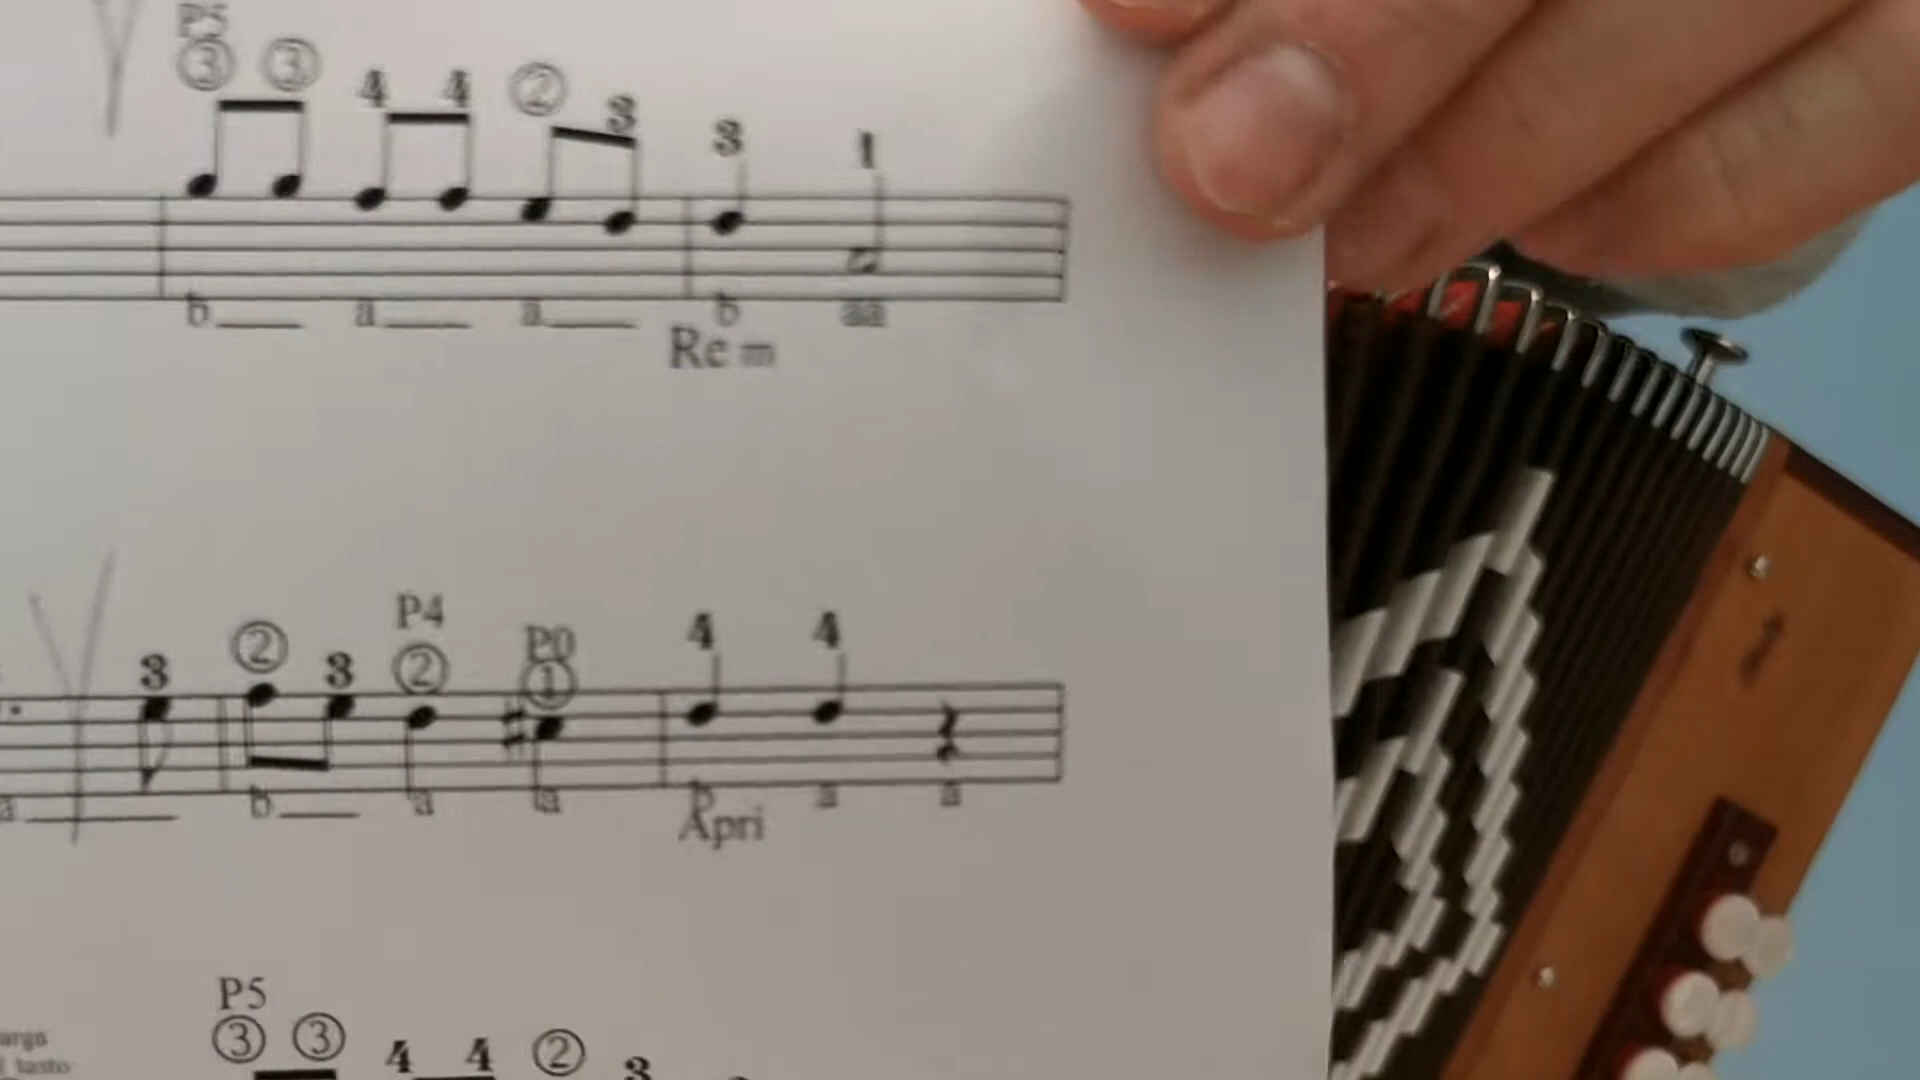 P5
③ ③ 4 4 ② 3 3 1
b a a b aa
Re m
P4
3 ② 3 ② P0 ① 4 4
a b a a a a
Apri
P5
③ ③ 4 4 ② 3
tasto